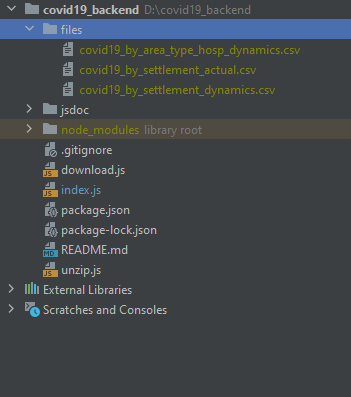 covid19_backend D:\covid19_backend
files
covid19_by_area_type_hosp_dynamics.csv
covid19_by_settlement_actual.csv
covid19_by_settlement_dynamics.csv
jsdoc
node_modules library root
.gitignore
download.js
index.js
package.json
package-lock.json
README.md
unzip.js
External Libraries
Scratches and Consoles